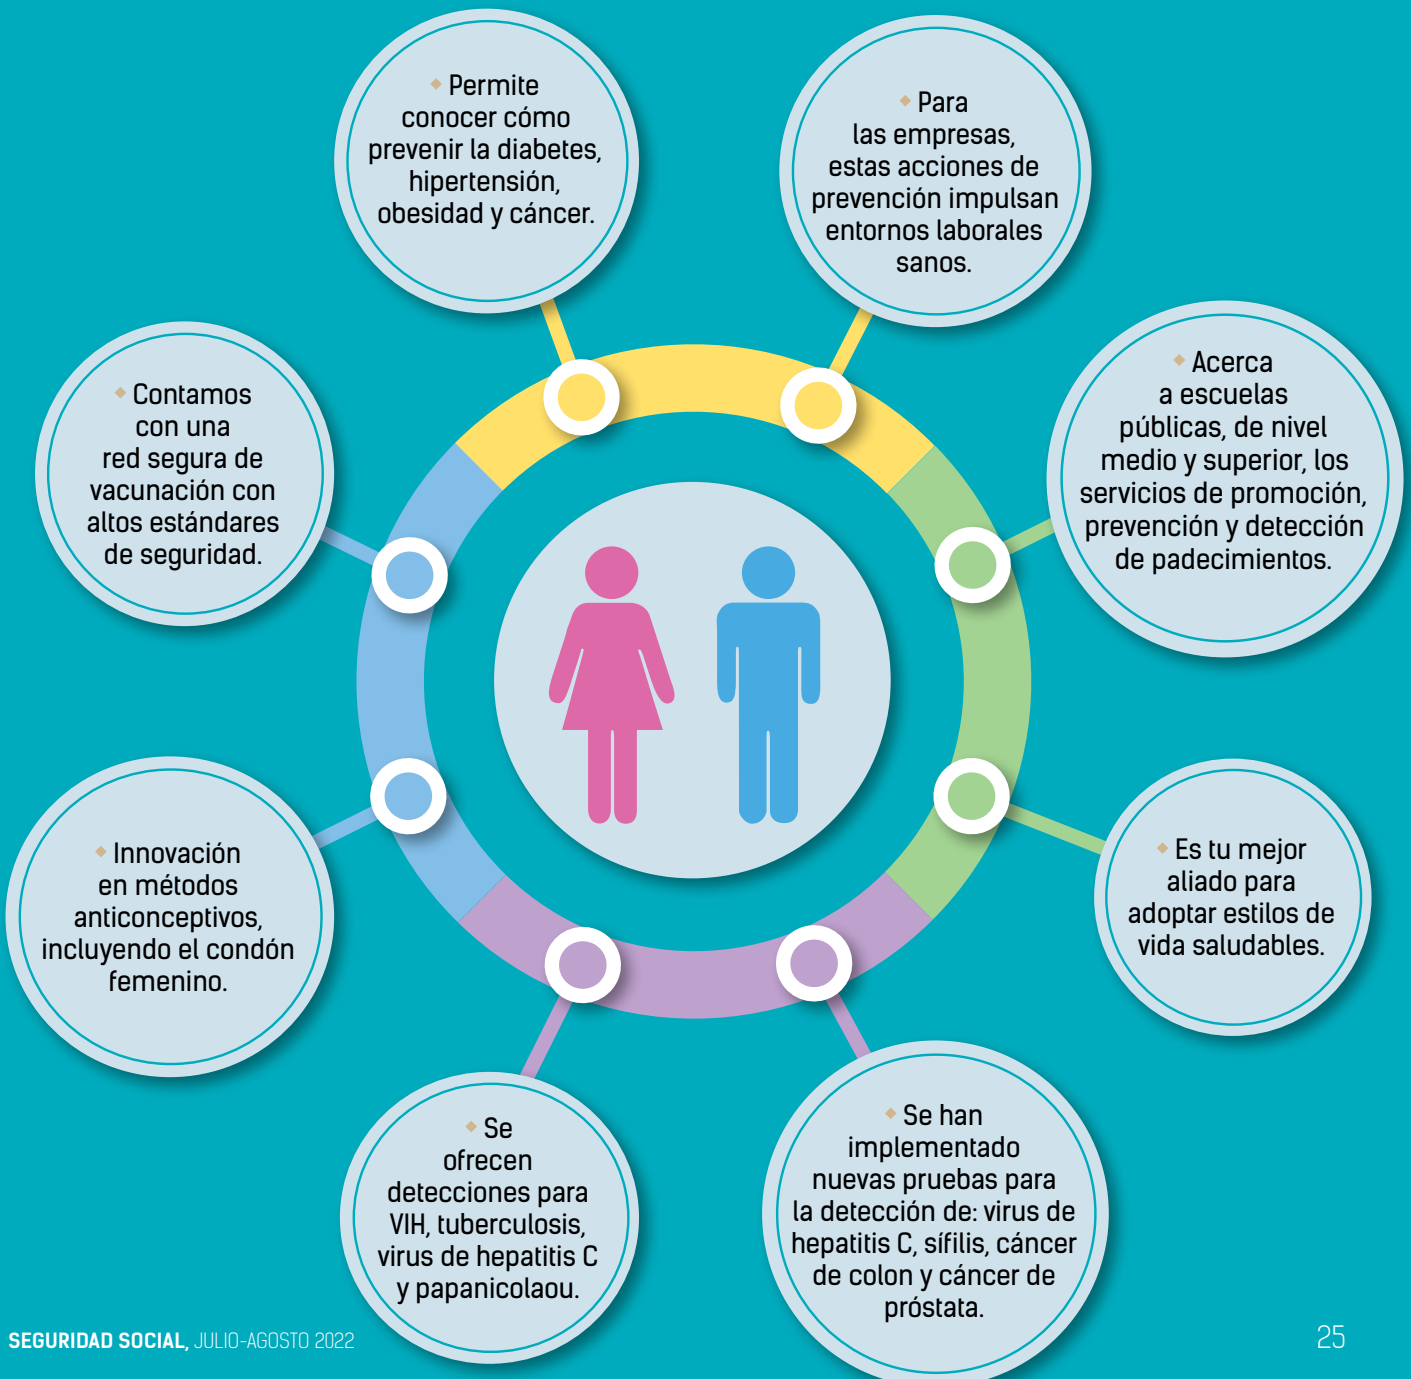 ◆ Permite
conocer cómo
prevenir la diabetes,
hipertensión,
obesidad y cáncer.
◆ Para
las empresas,
estas acciones de
prevención impulsan
entornos laborales
sanos.
◆ Contamos
con una
red segura de
vacunación con
altos estándares
de seguridad.
◆ Acerca
a escuelas
públicas, de nivel
medio y superior, los
servicios de promoción,
prevención y detección
de padecimientos.
◆ Innovación
en métodos
anticonceptivos,
incluyendo el condón
femenino.
◆ Es tu mejor
aliado para
adoptar estilos de
vida saludables.
◆ Se
ofrecen
detecciones para
VIH, tuberculosis,
virus de hepatitis C
y papanicolaou.
◆ Se han
implementado
nuevas pruebas para
la detección de: virus de
hepatitis C, sífilis, cáncer
de colon y cáncer de
próstata.
SEGURIDAD SOCIAL, JULIO-AGOSTO 2022
25